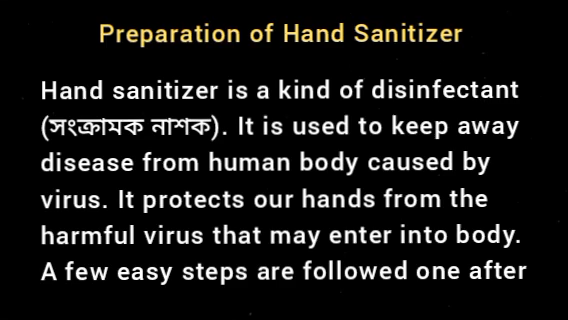 Preparation of Hand Sanitizer
Hand sanitizer is a kind of disinfectant
(সংক্রামক নাশক). It is used to keep away
disease from human body caused by
virus. It protects our hands from the
harmful virus that may enter into body.
A few easy steps are followed one after